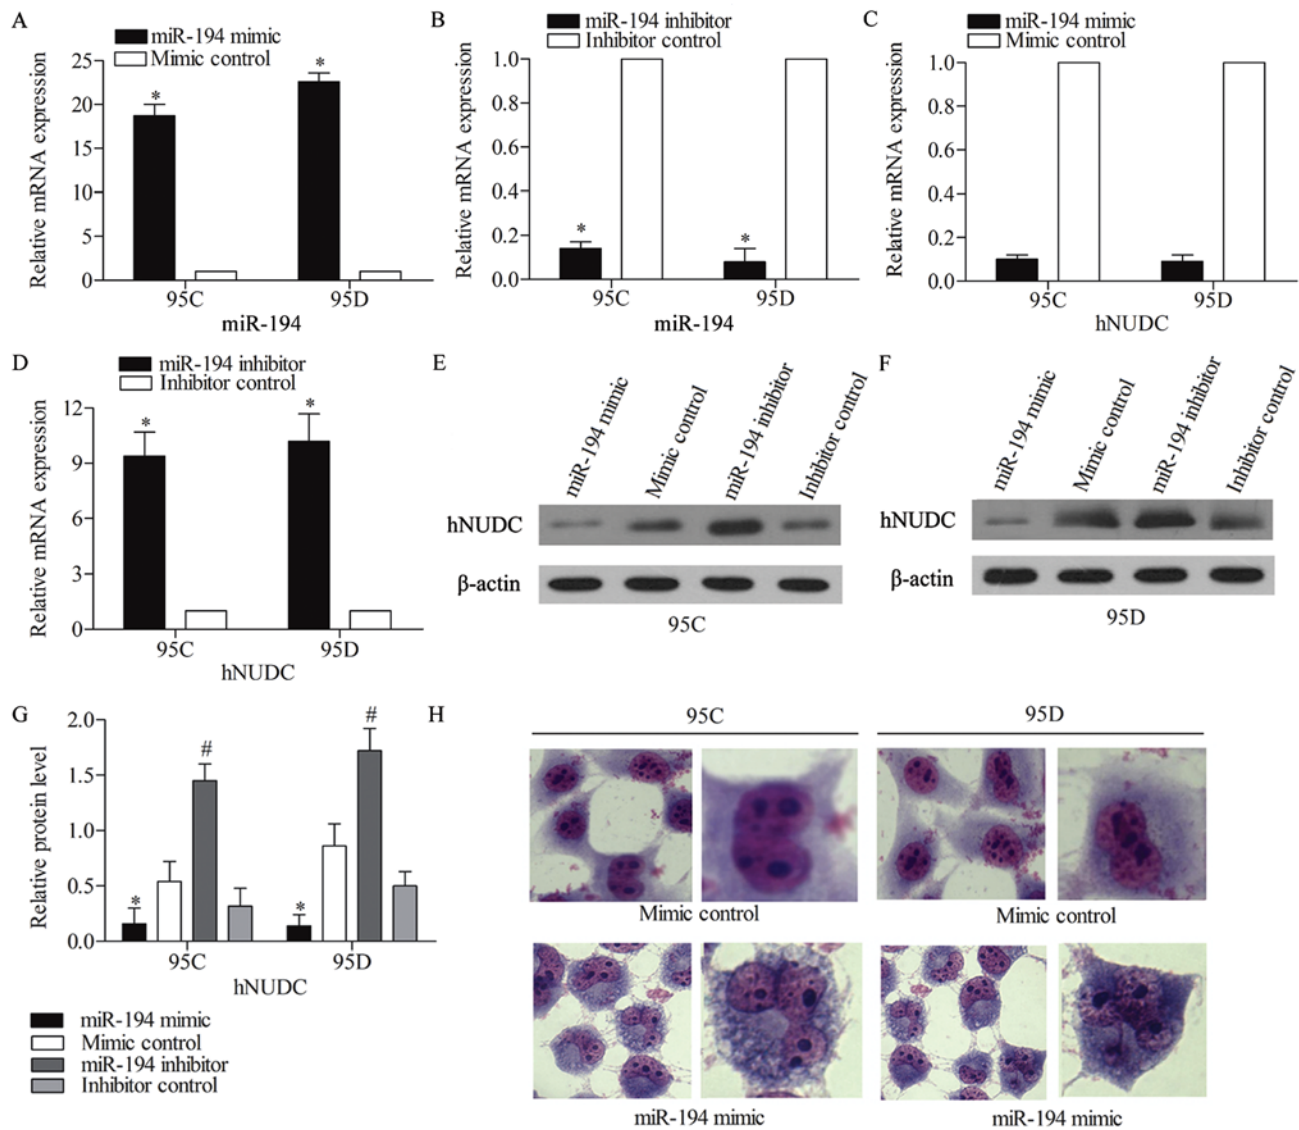 A
miR-194 mimic
Mimic control
Relative mRNA expression
25
20
15
10
5
0
*
*
95C
95D
miR-194
B
miR-194 inhibitor
Inhibitor control
Relative mRNA expression
1.0
0.8
0.6
0.4
0.2
0.0
*
*
95C
95D
miR-194
C
miR-194 mimic
Mimic control
Relative mRNA expression
1.0
0.8
0.6
0.4
0.2
0.0
95C
95D
hNUDC
D
miR-194 inhibitor
Inhibitor control
Relative mRNA expression
12
9
6
3
0
*
*
95C
95D
hNUDC
E
miR-194 mimic
Mimic control
miR-194 inhibitor
Inhibitor control
hNUDC
β-actin
95C
F
miR-194 mimic
Mimic control
miR-194 inhibitor
Inhibitor control
hNUDC
β-actin
95D
G
Relative protein level
2.0
1.5
1.0
0.5
0.0
*
#
*
#
95C
95D
hNUDC
miR-194 mimic
Mimic control
miR-194 inhibitor
Inhibitor control
H
95C
95D
Mimic control
Mimic control
miR-194 mimic
miR-194 mimic